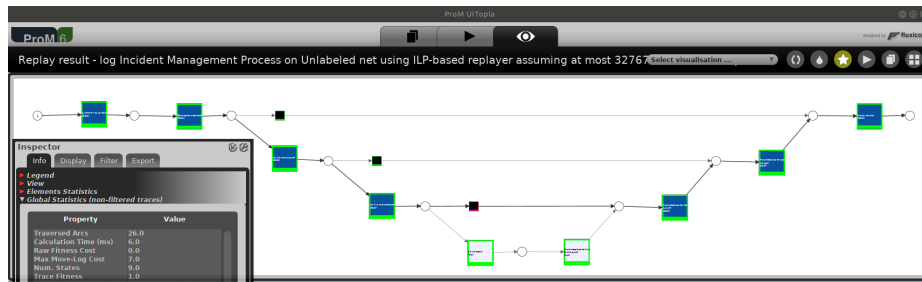 ProM UITopia
ProM 6
designed by fluxicon
Replay result - log Incident Management Process on Unlabeled net using ILP-based replayer assuming at most 32767
Select visualisation ...
Inspector
Info Display Filter Export
Legend
View
Elements Statistics
Global Statistics (non-filtered traces)
Property Value
Traversed Arcs 26.0
Calculation Time (ms) 6.0
Raw Fitness Cost 0.0
Max Move-Log Cost 7.0
Num. States 9.0
Trace Fitness 1.0